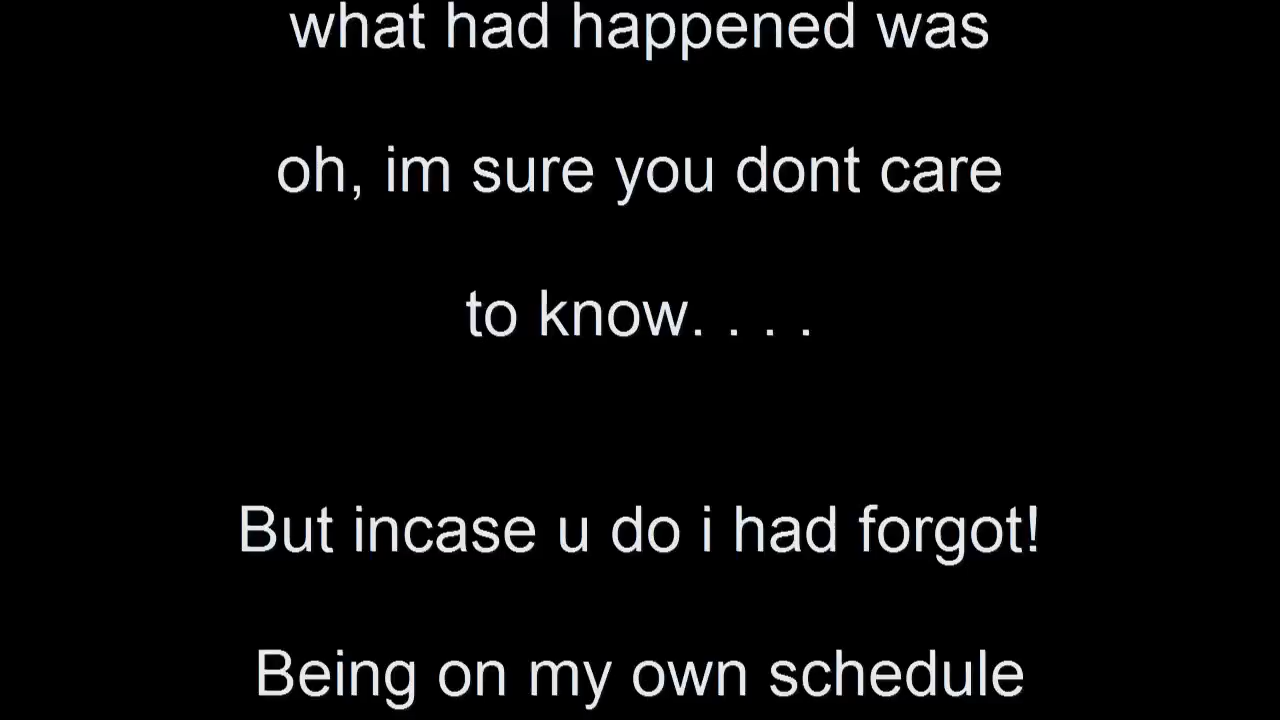 what had happened was
oh, im sure you dont care
to know. . . .
But incase u do i had forgot!
Being on my own schedule